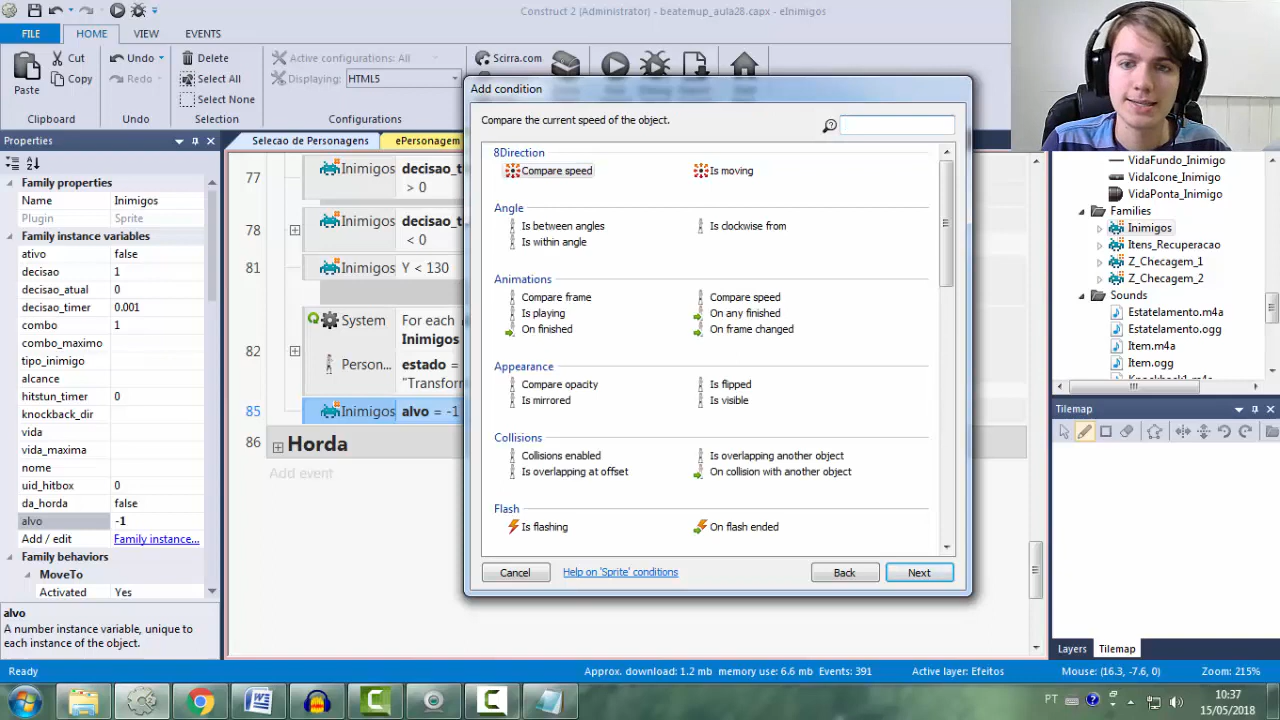 Construct 2 (Administrator) - beatemup_aula28.capx - eInimigos
FILE
HOME
VIEW
EVENTS
Paste
Cut
Copy
Clipboard
Undo
Redo
Delete
Select All
Select None
Selection
Active configurations: All
Displaying: HTML5
Configurations
Scirra.com
Properties
Family properties
Name Inimigos
Plugin Sprite
Family instance variables
ativo false
decisao 1
decisao_atual 0
decisao_timer 0.001
combo 1
combo_maximo
tipo_inimigo
alcance
hitstun_timer 0
knockback_dir
vida
vida_maxima
nome
uid_hitbox 0
da_horda false
alvo -1
Add / edit Family instance...
Family behaviors
MoveTo
Activated Yes
alvo
A number instance variable, unique to
each instance of the object.
Selecao de Personagens
ePersonagem
77 Inimigos decisao_t
> 0
78 Inimigos decisao_t
< 0
81 Inimigos Y < 130
82 System For each
Inimigos
Person... estado =
"Transform
85 Inimigos alvo = -1
86 Horda
Add event
Add condition
Compare the current speed of the object.
8Direction
Compare speed Is moving
Angle
Is between angles Is clockwise from
Is within angle
Animations
Compare frame Compare speed
Is playing On any finished
On finished On frame changed
Appearance
Compare opacity Is flipped
Is mirrored Is visible
Collisions
Collisions enabled Is overlapping another object
Is overlapping at offset On collision with another object
Flash
Is flashing On flash ended
Cancel
Help on 'Sprite' conditions
Back
Next
VidaFundo_Inimigo
VidaIcone_Inimigo
VidaPonta_Inimigo
Families
Inimigos
Itens_Recuperacao
Z_Checagem_1
Z_Checagem_2
Sounds
Estatelamento.m4a
Estatelamento.ogg
Item.m4a
Item.ogg
Knockback1.m4a
Tilemap
Layers
Tilemap
Ready
Approx. download: 1.2 mb memory use: 6.6 mb Events: 391
Active layer: Efeitos
Mouse: (16.3, -7.6, 0)
Zoom: 215%
PT
10:37
15/05/2018